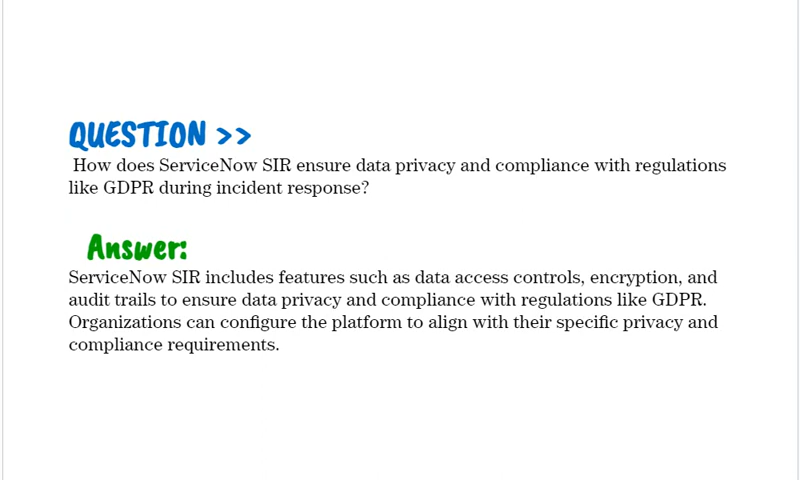 QUESTION >>
How does ServiceNow SIR ensure data privacy and compliance with regulations
like GDPR during incident response?
Answer:
ServiceNow SIR includes features such as data access controls, encryption, and
audit trails to ensure data privacy and compliance with regulations like GDPR.
Organizations can configure the platform to align with their specific privacy and
compliance requirements.